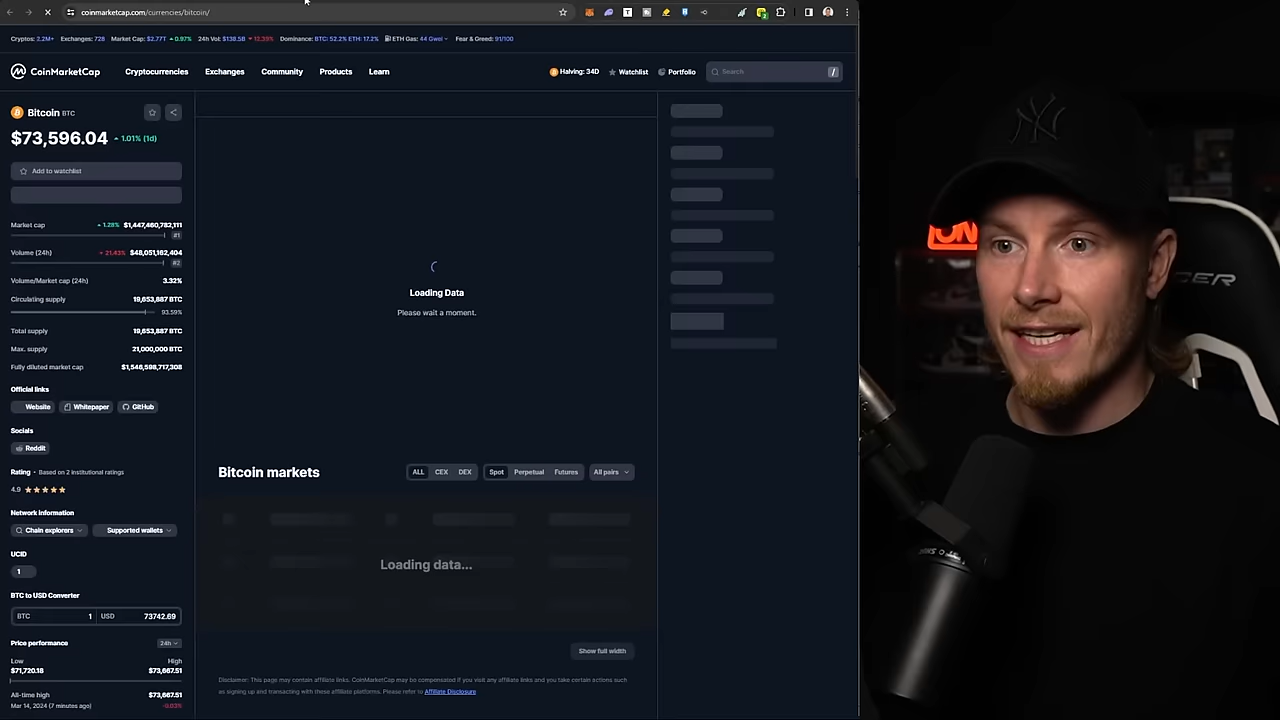 coinmarketcap.com/currencies/bitcoin/
Cryptos: 2.2M+ Exchanges: 728 Market Cap: $2.77T 0.97% 24h Vol: $138.5B 12.39% Dominance: BTC: 52.2% ETH: 17.2% ETH Gas: 44 Gwei Fear & Greed: 91/100
CoinMarketCap Cryptocurrencies Exchanges Community Products Learn Halving: 34D Watchlist Portfolio Search /
Bitcoin BTC
$73,596.04 1.01% (1d)
Add to watchlist
Market cap 1.28% $1,447,460,782,111
#1
Volume (24h) 21.43% $48,051,162,404
#2
Volume/Market cap (24h) 3.32%
Circulating supply 19,653,887 BTC
93.59%
Total supply 19,653,887 BTC
Max. supply 21,000,000 BTC
Fully diluted market cap $1,546,598,717,308
Official links
Website Whitepaper GitHub
Socials
Reddit
Rating • Based on 2 institutional ratings
4.9
Network information
Chain explorers Supported wallets
UCID
1
BTC to USD Converter
BTC 1 USD 73742.69
Price performance 24h
Low High
$71,720.18 $73,667.51
All-time high $73,667.51
Mar 14, 2024 (7 minutes ago) -0.03%
Loading Data
Please wait a moment.
Bitcoin markets ALL CEX DEX Spot Perpetual Futures All pairs
Loading data...
Show full width
Disclaimer: This page may contain affiliate links. CoinMarketCap may be compensated if you visit any affiliate links and you take certain actions such
as signing up and transacting with these affiliate platforms. Please refer to Affiliate Disclosure
NY
ON
CER